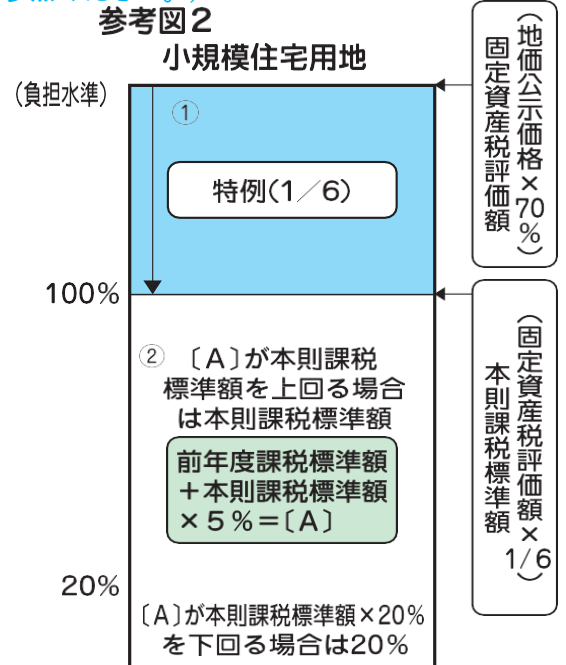 参考図2
小規模住宅用地
(負担水準)
①
特例(1/6)
100%
② 〔A〕が本則課税
標準額を上回る場合
は本則課税標準額
前年度課税標準額
+本則課税標準額
×5%=〔A〕
20%
〔A〕が本則課税標準額×20%
を下回る場合は20%
(地価公示価格×70%)
固定資産税評価額
(固定資産税評価額×1/6)
本則課税標準額